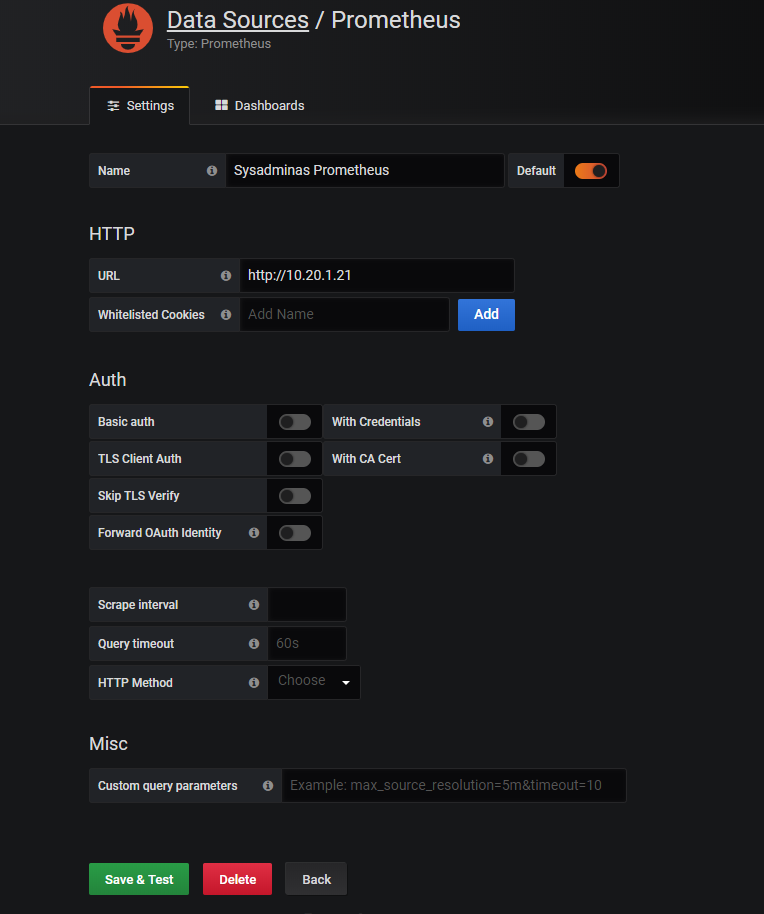 Data Sources / Prometheus
Type: Prometheus
Settings Dashboards
Name Sysadminas Prometheus Default
HTTP
URL http://10.20.1.21
Whitelisted Cookies Add Name Add
Auth
Basic auth With Credentials
TLS Client Auth With CA Cert
Skip TLS Verify
Forward OAuth Identity
Scrape interval
Query timeout 60s
HTTP Method Choose
Misc
Custom query parameters Example: max_source_resolution=5m&timeout=10
Save & Test Delete Back